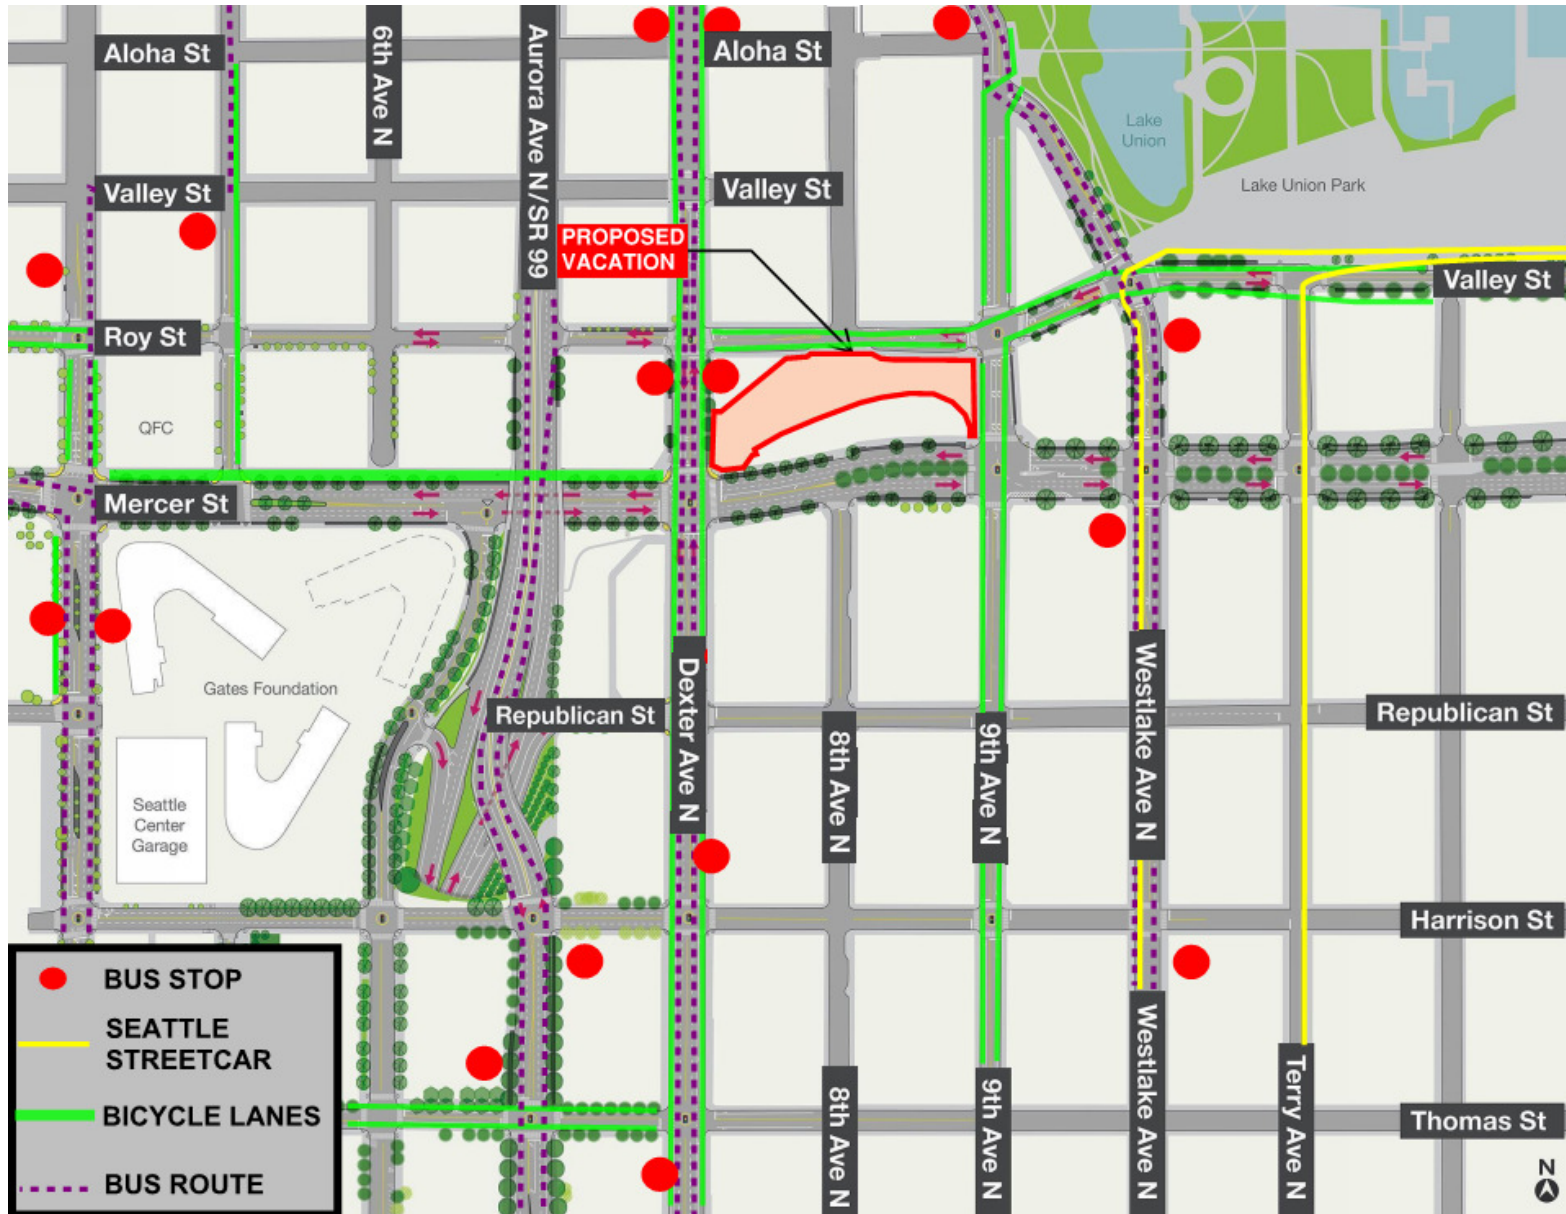 Aloha St
6th Ave N
Aurora Ave N/SR 99
Aloha St
Lake
Union
Lake Union Park
Valley St
Valley St
PROPOSED
VACATION
Valley St
Roy St
QFC
Mercer St
Gates Foundation
Republican St
Dexter Ave N
8th Ave N
9th Ave N
Westlake Ave N
Republican St
Seattle
Center
Garage
Harrison St
BUS STOP
SEATTLE
STREETCAR
BICYCLE LANES
BUS ROUTE
8th Ave N
9th Ave N
Westlake Ave N
Terry Ave N
Thomas St
N